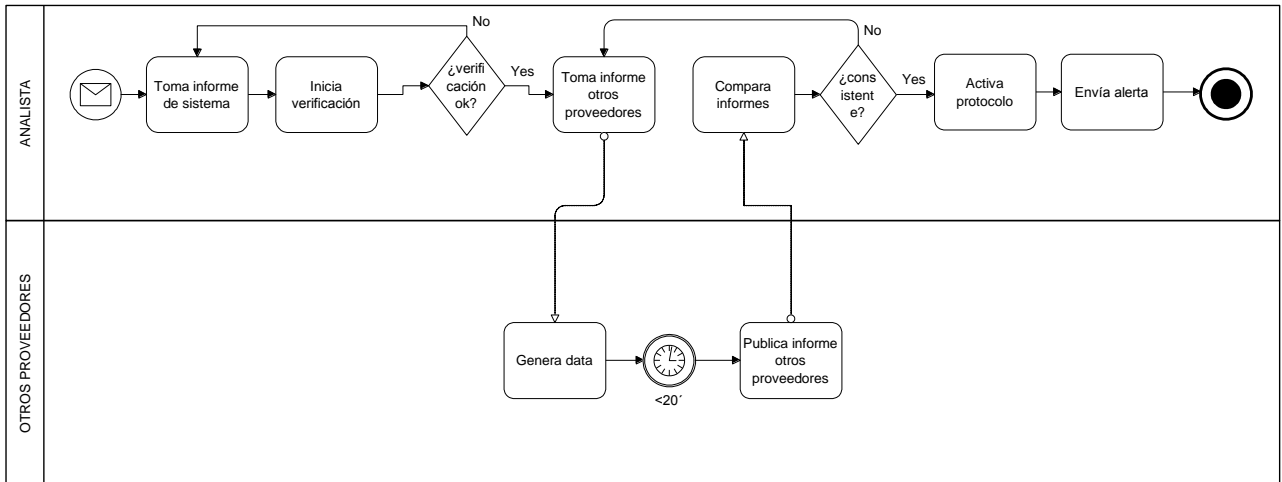 ANALISTA
No
Toma informe
de sistema
Inicia
verificación
¿verifi
cación
ok?
Yes
Toma informe
otros
proveedores
Compara
informes
No
¿cons
istent
e?
Yes
Activa
protocolo
Envía alerta
OTROS PROVEEDORES
Genera data
<20´
Publica informe
otros
proveedores